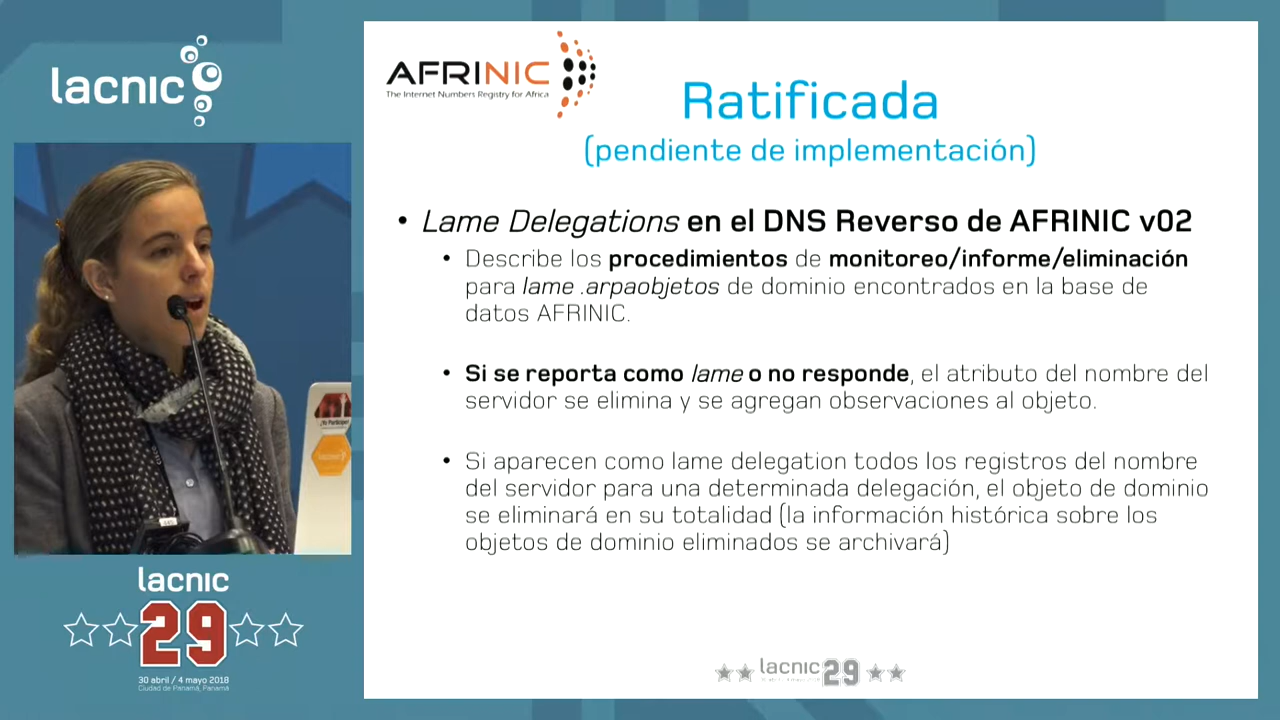 lacnic
AFRINIC
The Internet Numbers Registry for Africa
Ratificada
(pendiente de implementación)
• Lame Delegations en el DNS Reverso de AFRINIC v02
• Describe los procedimientos de monitoreo/informe/eliminación
para lame .arpaobjetos de dominio encontrados en la base de
datos AFRINIC.
• Si se reporta como lame o no responde, el atributo del nombre del
servidor se elimina y se agregan observaciones al objeto.
• Si aparecen como lame delegation todos los registros del nombre
del servidor para una determinada delegación, el objeto de dominio
se eliminará en su totalidad (la información histórica sobre los
objetos de dominio eliminados se archivará)
¡Yo Participo!
lacnic
29
30 abril / 4 mayo 2018
Ciudad de Panamá, Panamá
lacnic 29